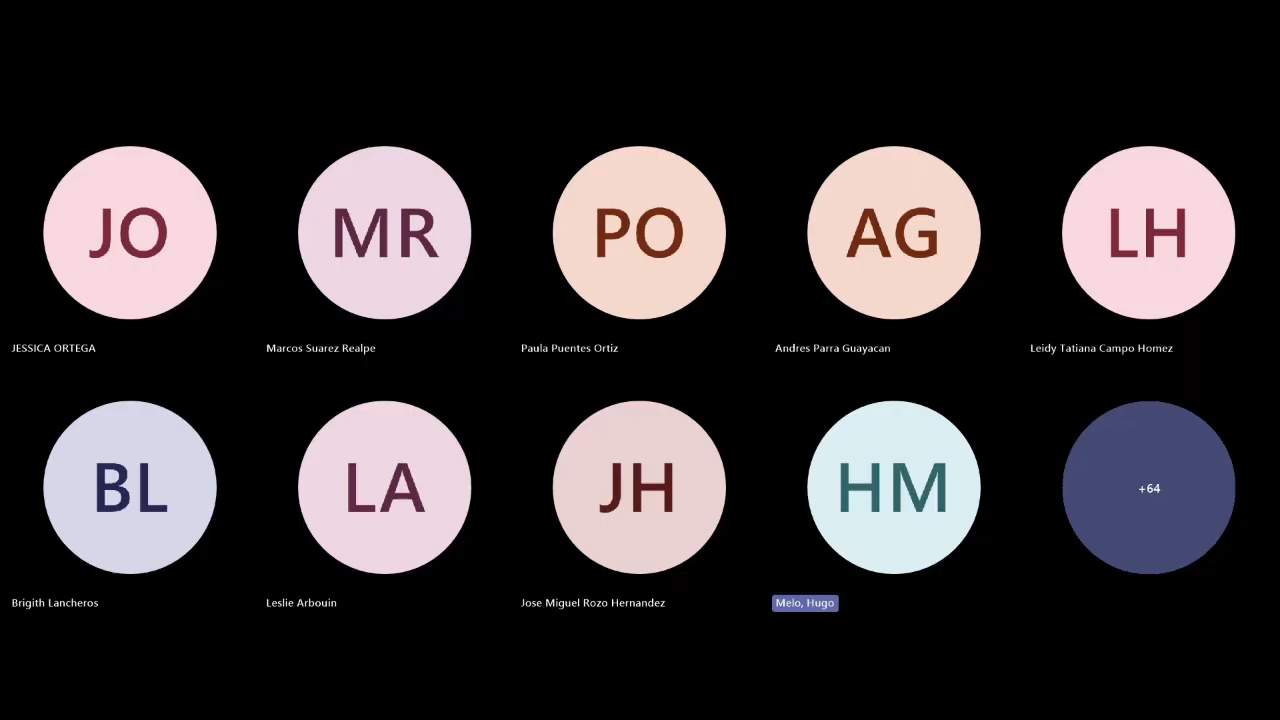 JO
MR
PO
AG
LH
JESSICA ORTEGA
Marcos Suarez Realpe
Paula Puentes Ortiz
Andres Parra Guayacan
Leidy Tatiana Campo Homez
BL
LA
JH
HM
+64
Brigith Lancheros
Leslie Arbouin
Jose Miguel Rozo Hernandez
Melo, Hugo